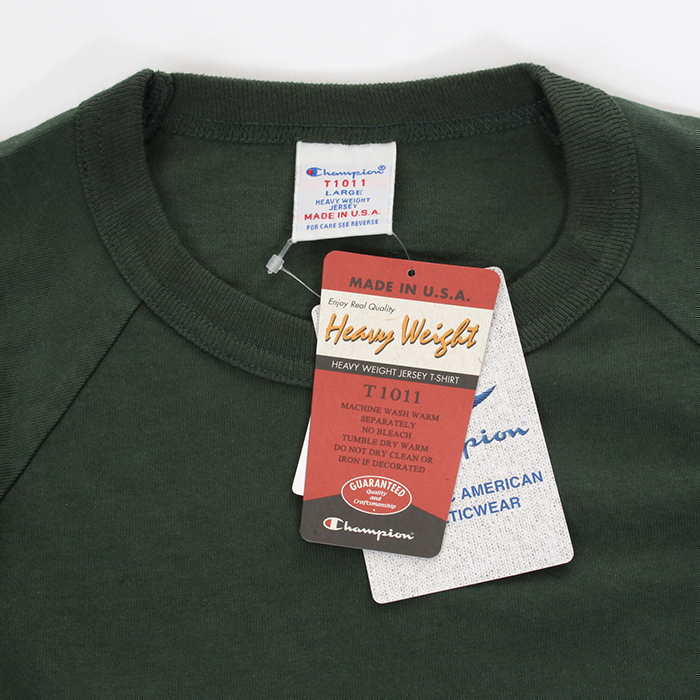 Champion®
T1011
LARGE
HEAVY WEIGHT
JERSEY
MADE IN U.S.A.
FOR CARE SEE REVERSE
MADE IN U.S.A.
Enjoy Real Quality
Heavy Weight
HEAVY WEIGHT JERSEY T-SHIRT
T1011
MACHINE WASH WARM
SEPARATELY
NO BLEACH
TUMBLE DRY WARM
DO NOT DRY CLEAN OR
IRON IF DECORATED
GUARANTEED
Quality
and
Craftsmanship
Champion
pion
AMERICAN
TICWEAR